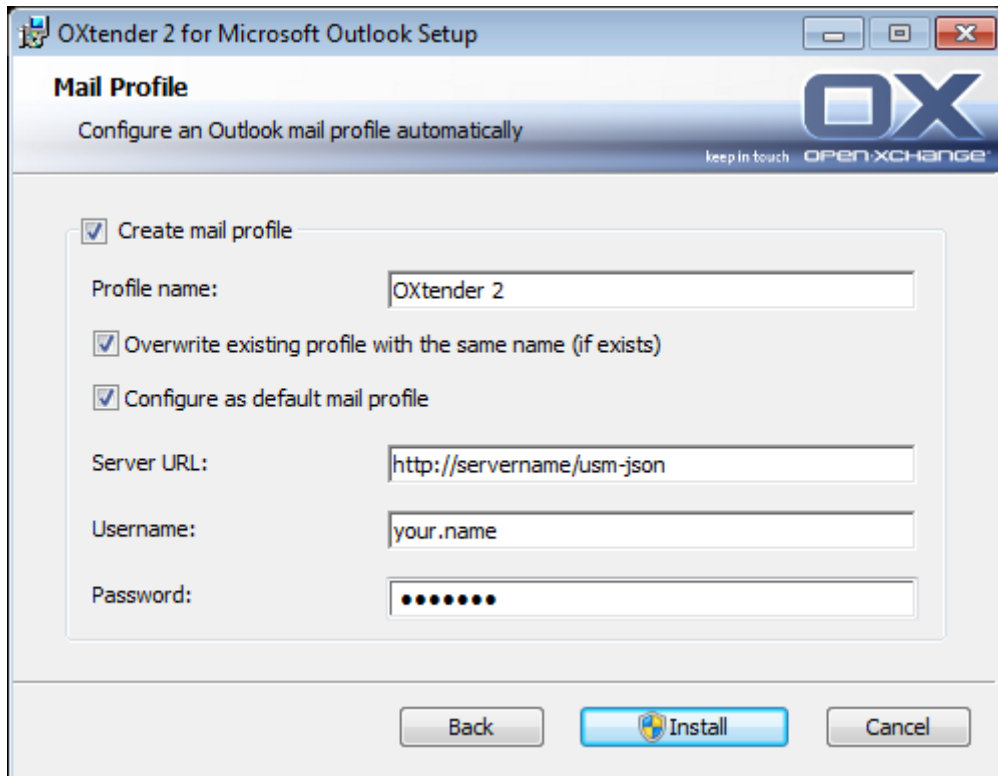 OXtender 2 for Microsoft Outlook Setup
Mail Profile
Configure an Outlook mail profile automatically
OX
keep in touch OPEN-XCHANGE
Create mail profile
Profile name: OXtender 2
Overwrite existing profile with the same name (if exists)
Configure as default mail profile
Server URL: http://servername/usm-json
Username: your.name
Password: •••••••
Back Install Cancel